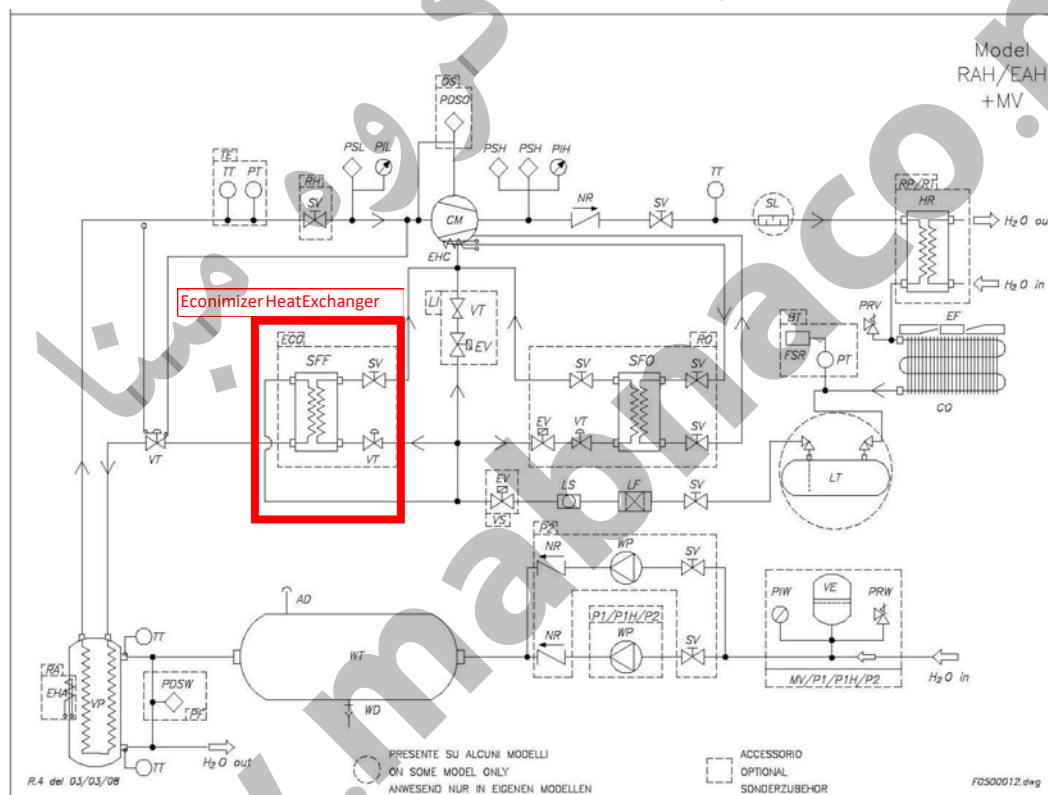 Model
RAH/EAH
+MV
OS
PDSO
PSL
PIL
PSH
PSH
PIH
TE
TT
PT
RH
SV
NR
SV
TT
SL
RP/RT
HR
H2O out
H2O in
CM
EHC
Econimizer HeatExchanger
LI
VT
EV
PRV
EF
BT
FSR
PT
CO
ECO
SFF
SV
VT
RO
SV
SFO
SV
EV
VT
SV
VT
EV
VS
LS
LF
SV
LT
P2
NR
WP
SV
P1/P1H/P2
NR
WP
SV
PIW
VE
PRW
MV/P1/P1H/P2
H2O in
AD
WT
WD
TT
RA
EHA
VP
PDSW
PF
H2O out
TT
PRESENTE SU ALCUNI MODELLI
ON SOME MODEL ONLY
ANWESEND NUR IN EIGENEN MODELLEN
ACCESSORIO
OPTIONAL
SONDERZUBEHOR
R.4 del 03/03/08
F0500012.dwg
گروه مبنا
.mabnaco.